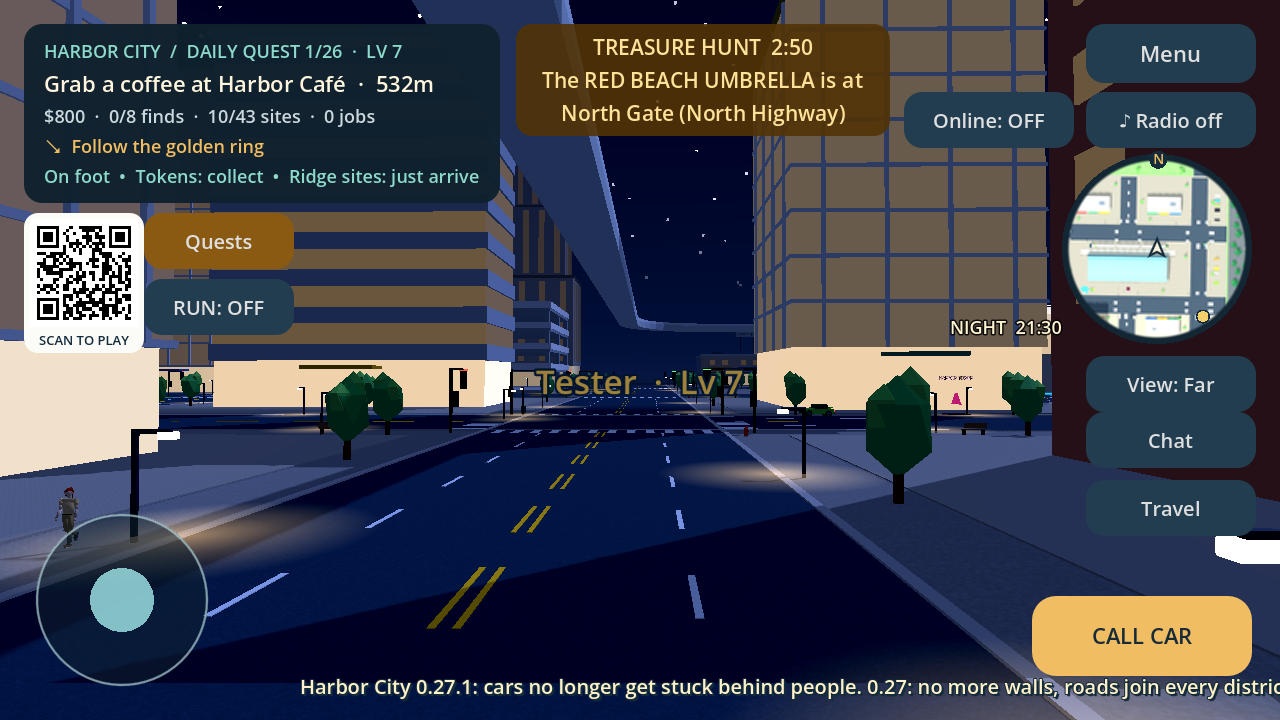 HARBOR CITY / DAILY QUEST 1/26 · LV 7
Grab a coffee at Harbor Café · 532m
$800 · 0/8 finds · 10/43 sites · 0 jobs
↘ Follow the golden ring
On foot • Tokens: collect • Ridge sites: just arrive
TREASURE HUNT 2:50
The RED BEACH UMBRELLA is at
North Gate (North Highway)
Menu
Online: OFF
♪ Radio off
N
SCAN TO PLAY
Quests
RUN: OFF
NIGHT 21:30
Tester · Lv 7
View: Far
Chat
Travel
CALL CAR
Harbor City 0.27.1: cars no longer get stuck behind people. 0.27: no more walls, roads join every distric